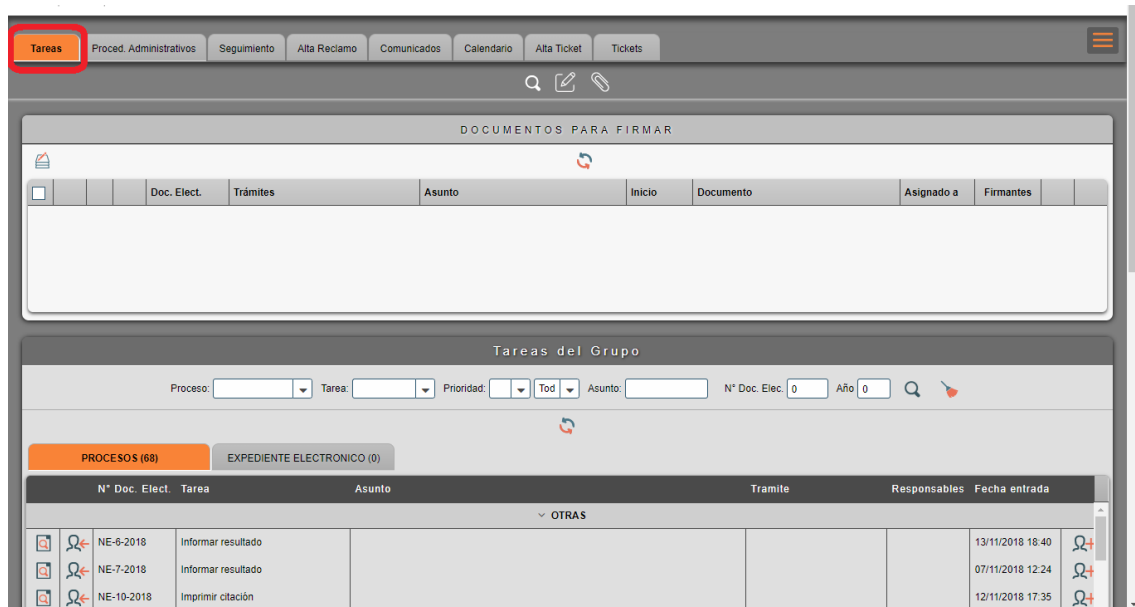 Tareas Proced. Administrativos Seguimiento Alta Reclamo Comunicados Calendario Alta Ticket Tickets
DOCUMENTOS PARA FIRMAR
Doc. Elect. Trámites Asunto Inicio Documento Asignado a Firmantes
Tareas del Grupo
Proceso: Tarea: Prioridad: Tod Asunto: N° Doc. Elec. 0 Año 0
PROCESOS (68) EXPEDIENTE ELECTRONICO (0)
N° Doc. Elect. Tarea Asunto Tramite Responsables Fecha entrada
OTRAS
NE-6-2018 Informar resultado 13/11/2018 18:40
NE-7-2018 Informar resultado 07/11/2018 12:24
NE-10-2018 Imprimir citación 12/11/2018 17:35